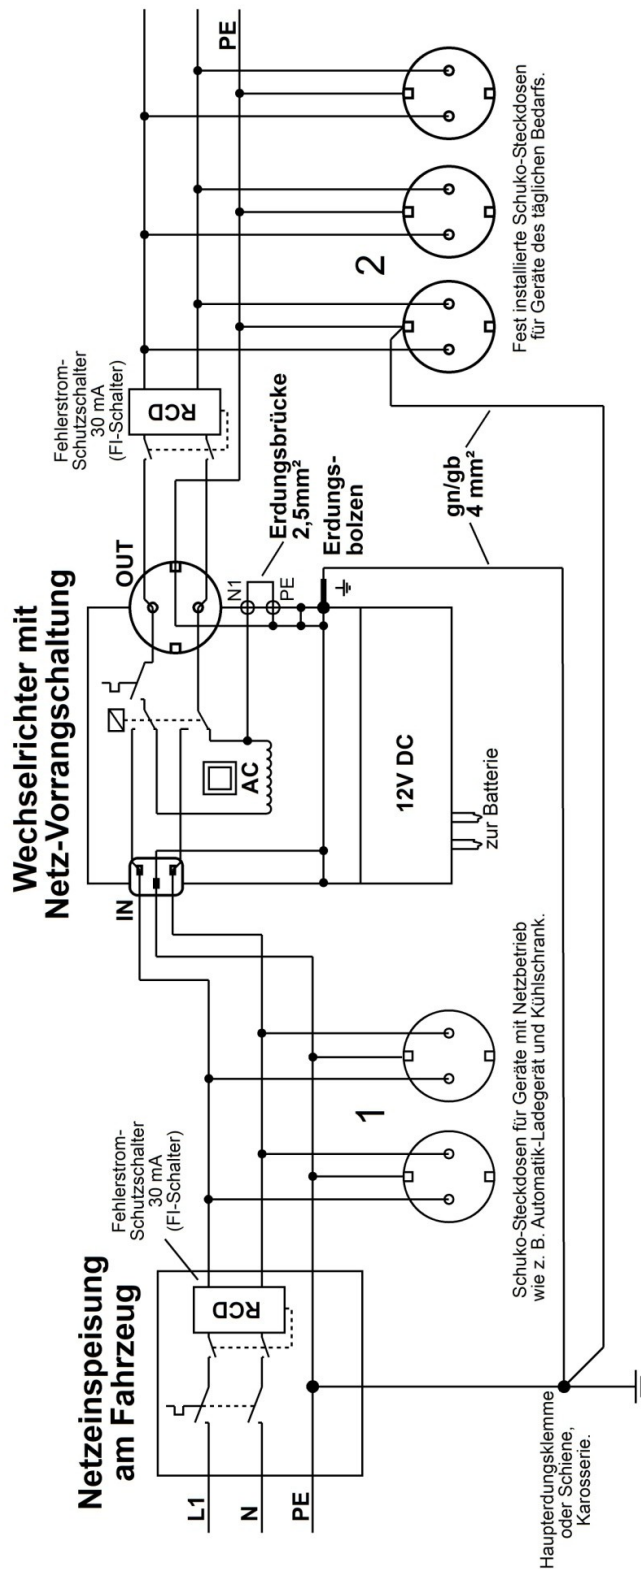 Netzeinspeisung
am Fahrzeug
L1
N
PE
RCD
Fehlerstrom-
Schutzschalter
30 mA
(FI-Schalter)
1
Schuko-Steckdosen für Geräte mit Netzbetrieb
wie z. B. Automatik-Ladegerät und Kühlschrank.
Haupterdungsklemme
oder Schiene,
Karosserie.
Wechselrichter mit
Netz-Vorrangschaltung
IN
OUT
AC
12V DC
zur Batterie
N1
PE
Erdungsbrücke
2,5mm²
Erdungs-
bolzen
gn/gb
4 mm²
Fehlerstrom-
Schutzschalter
30 mA
(FI-Schalter)
RCD
PE
2
Fest installierte Schuko-Steckdosen
für Geräte des täglichen Bedarfs.